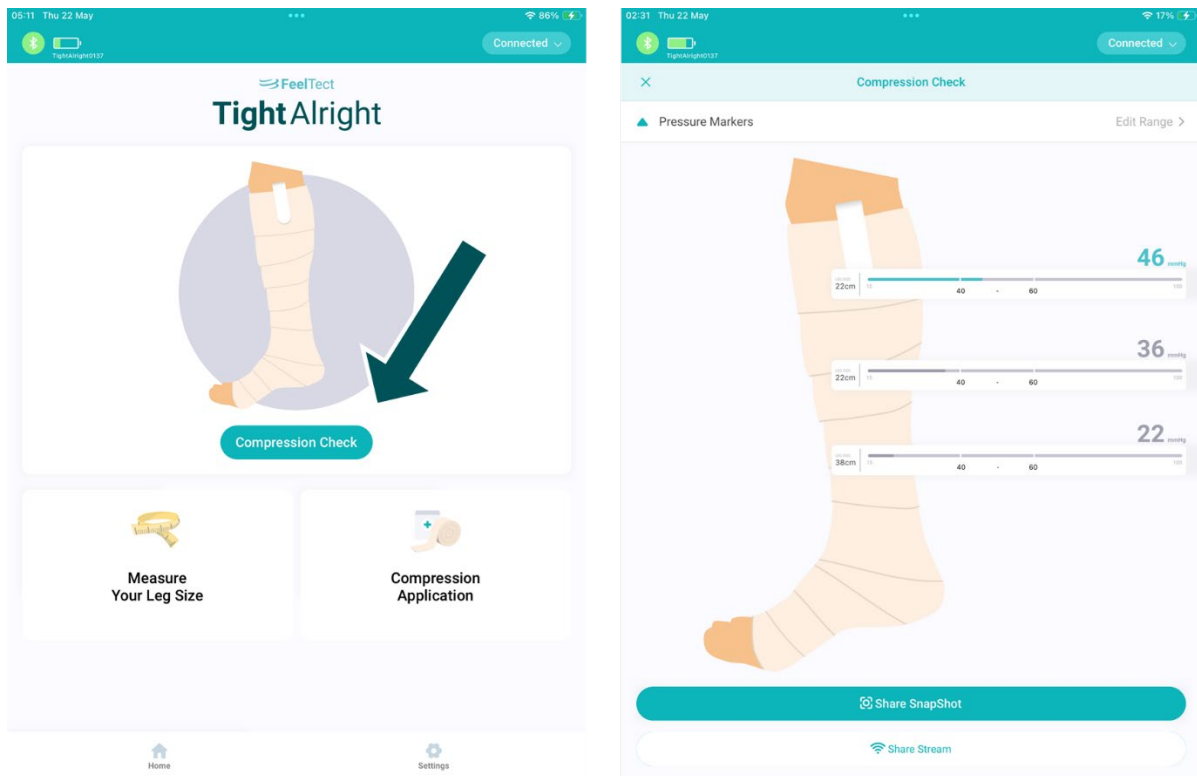 05:11 Thu 22 May
86%
TightAlright0137
Connected
FeelTect
TightAlright
Compression Check
Measure
Your Leg Size
Compression
Application
Home
Settings
02:31 Thu 22 May
17%
TightAlright0137
Connected
Compression Check
Pressure Markers
Edit Range
46 mmHg
22cm
40 - 60
36 mmHg
22cm
40 - 60
22 mmHg
38cm
40 - 60
Share SnapShot
Share Stream